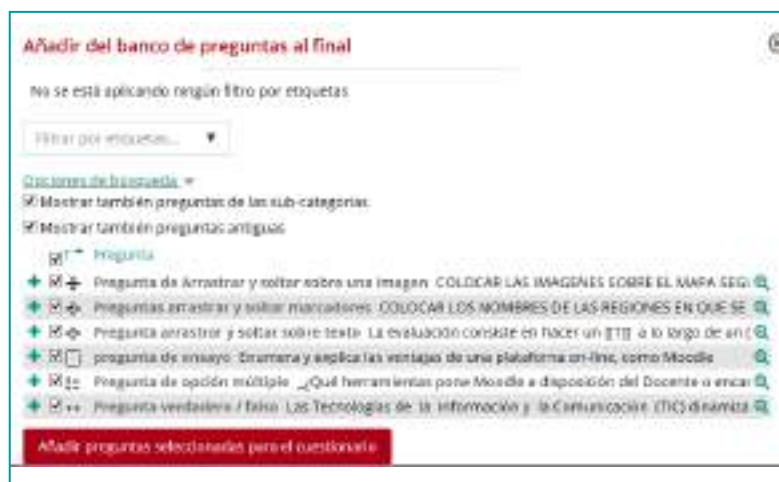 Añadir del banco de preguntas al final
No se está aplicando ningún filtro por etiquetas
Filtrar por etiquetas... ▼
Opciones de búsqueda
Mostrar también preguntas de las sub-categorías
Mostrar también preguntas antiguas
Pregunta
Pregunta de Arrastrar y soltar sobre una imagen COLOCAR LAS IMAGENES SOBRE EL MAPA SEG
Preguntas arrastrar y soltar marcadores COLOCAR LOS NOMBRES DE LAS REGIONES EN QUE SE
Pregunta arrastrar y soltar sobre texto La evaluación consiste en hacer un [[1]] a lo largo de un
pregunta de ensayo Enumera y explica las ventajas de una plataforma on-line, como Moodle
Pregunta de opción múltiple ¿Qué herramientas pone Moodle a disposición del Docente o encar
Pregunta verdadero / falso Las Tecnologías de la Información y la Comunicación (TIC) dinamiza
Añadir preguntas seleccionadas para el cuestionario